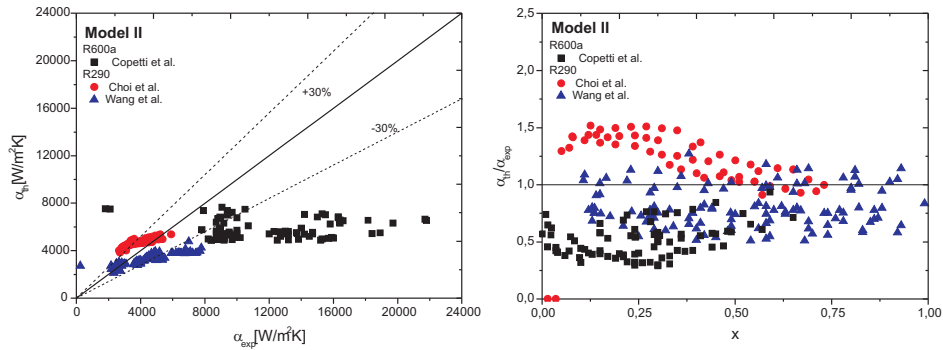 Model II
R600a
Copetti et al.
R290
Choi et al.
Wang et al.
+30%
-30%
24000
20000
16000
12000
8000
4000
0
0 4000 8000 12000 16000 20000 24000
α_th [W/m²K]
α_exp [W/m²K]
Model II
R600a
Copetti et al.
R290
Choi et al.
Wang et al.
2,5
2,0
1,5
1,0
0,5
0,0
0,00 0,25 0,50 0,75 1,00
α_th/α_exp
x